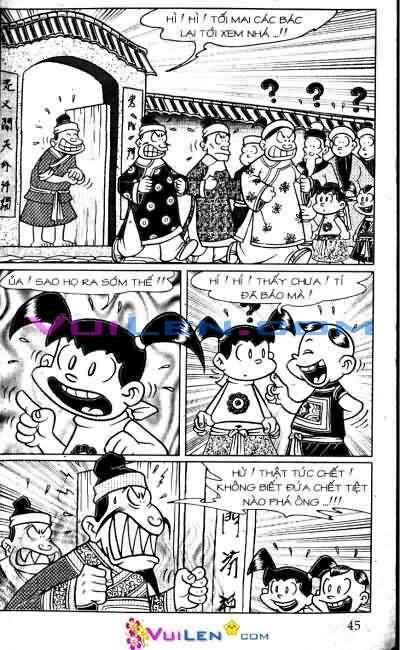 HÌ! HÌ! TỐI MAI CÁC BÁC
LẠI TỚI XEM NHÁ ..!!
? ? ?
ỦA! SAO HỌ RA SỚM THẾ!!
?
HÌ! HÌ! THẤY CHƯA! TÍ
ĐÃ BẢO MÀ!
VUILEN.COM
HỪ! THẬT TỨC CHẾT!
KHÔNG BIẾT ĐỨA CHẾT TIỆT
NÀO PHÁ ÔNG ...!!!
45
VUILEN.COM